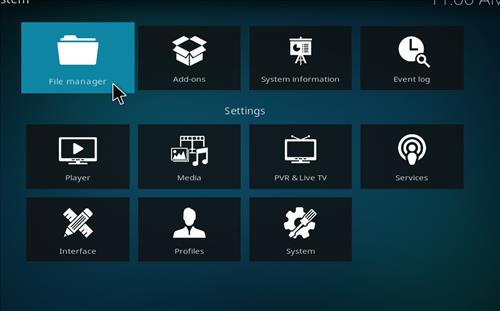 File manager
Add-ons
System information
Event log
Settings
Player
Media
PVR & Live TV
Services
Interface
Profiles
System